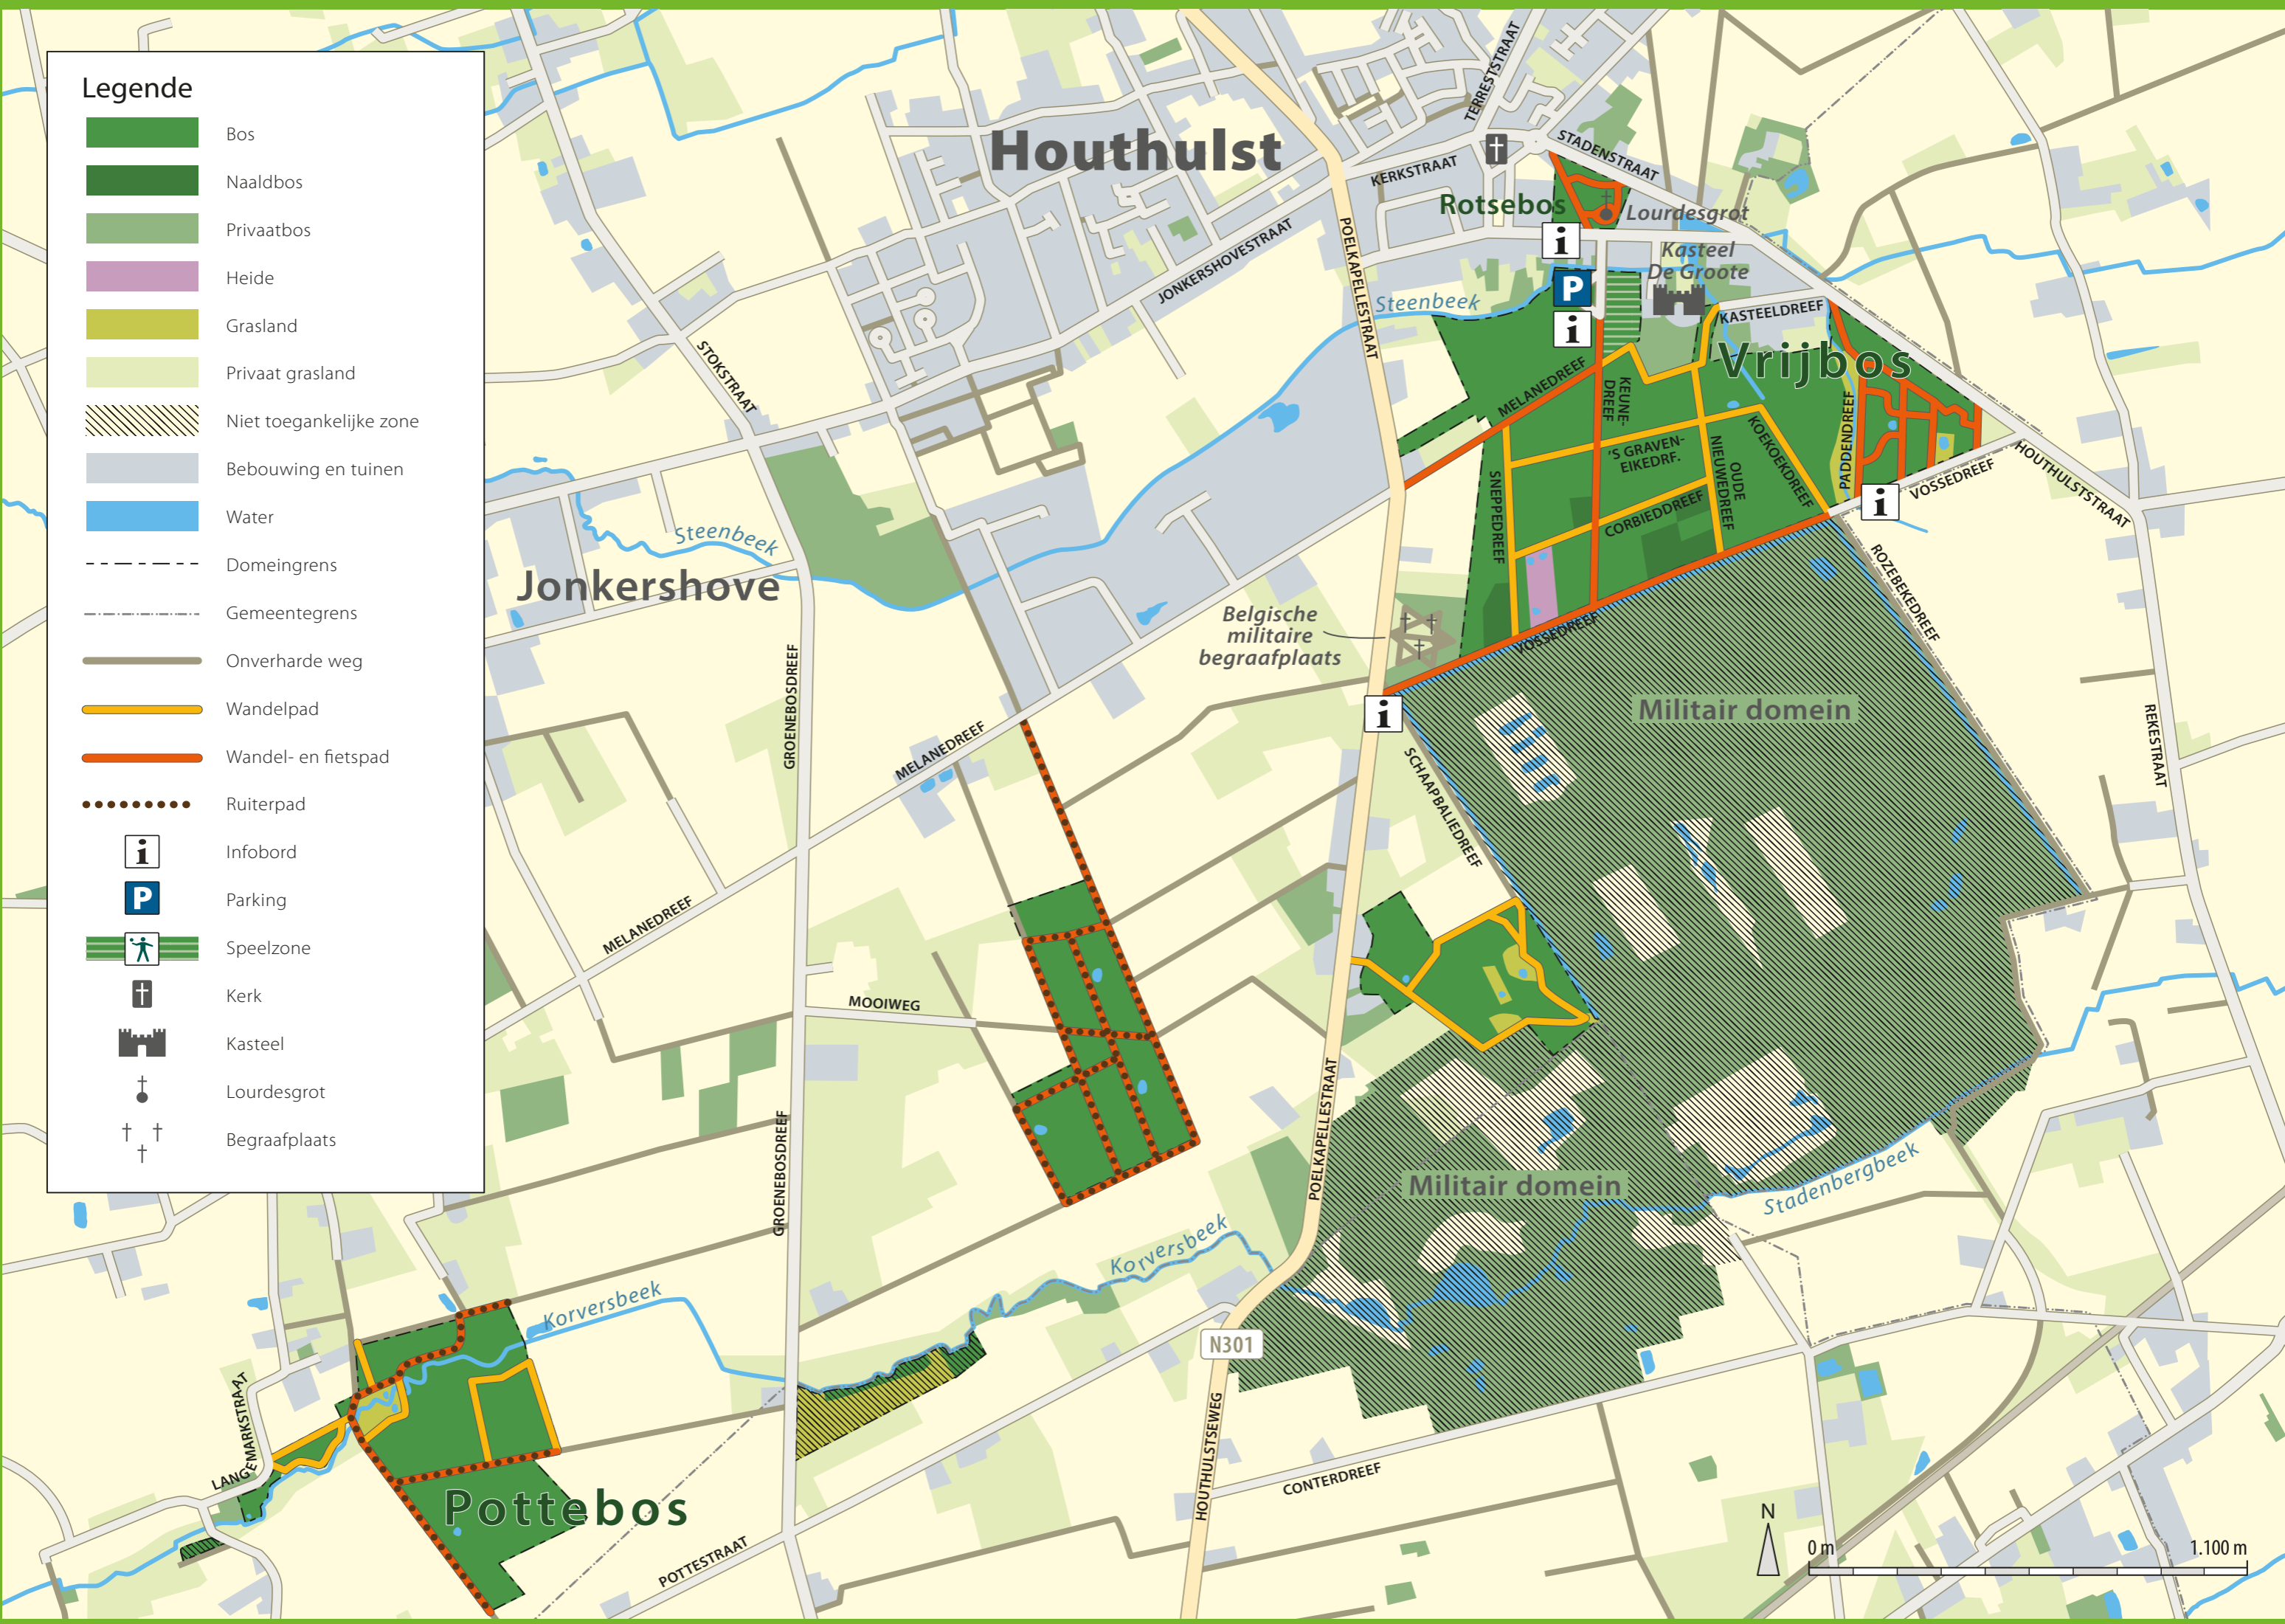 Legende
Bos
Naaldbos
Privaatbos
Heide
Grasland
Privaat grasland
Niet toegankelijke zone
Bebouwing en tuinen
Water
Domeingrens
Gemeentegrens
Onverharde weg
Wandelpad
Wandel- en fietspad
Ruiterpad
i
Infobord
P
Parking
Speelzone
Kerk
Kasteel
Lourdesgrot
Begraafplaats
Houthulst
TERRESTSTRAAT
STADENSTRAAT
KERKSTRAAT
Rotsebos
Lourdesgrot
i
Kasteel
De Groote
P
i
POELKAPELLESTRAAT
JONKERSHOVESTRAAT
Steenbeek
KASTEELDREEF
Vrijbos
STOKSTRAAT
MELANEDREEF
KEUNE-
DREEF
PADDENDREEF
KOEKOEKDREEF
'S GRAVEN-
EIKEDRF.
OUDE
NIEUWEDREEF
SNEPPEDREEF
CORBIEDDREEF
HOUTHULSTSTRAAT
VOSSEDREEF
i
Steenbeek
Jonkershove
ROZEBEKEDREEF
Belgische
militaire
begraafplaats
VOSSEDREEF
i
Militair domein
GROENEBOSDREEF
MELANEDREEF
SCHAAPBALIEDREEF
REKESTRAAT
MELANEDREEF
MOOIWEG
GROENEBOSDREEF
POELKAPELLESTRAAT
Militair domein
Stadenbergbeek
Korversbeek
Korversbeek
N301
LANGEMARKSTRAAT
HOUTHULSTSEWEG
CONTERDREEF
Pottebos
POTTESTRAAT
N
0 m
1.100 m